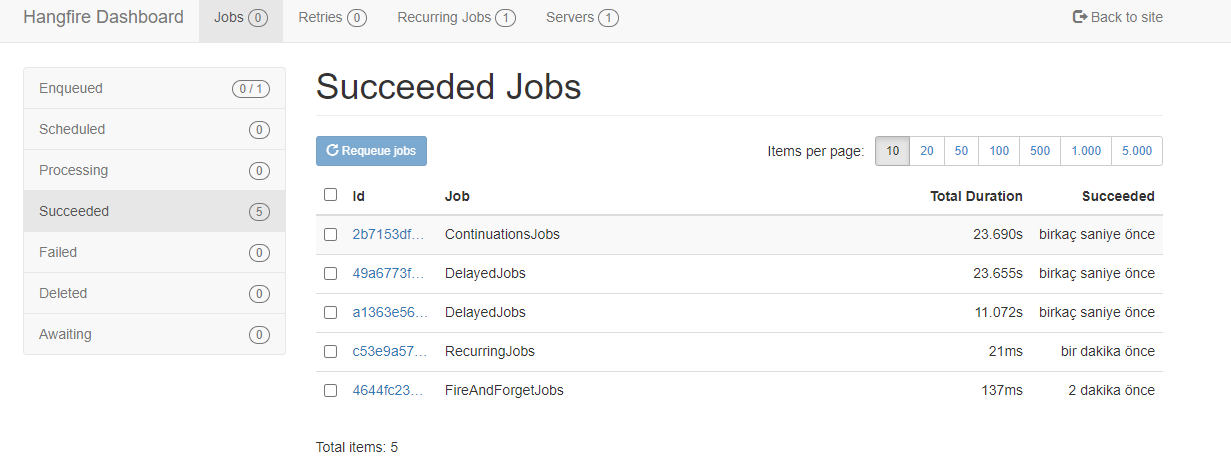 Hangfire Dashboard Jobs 0 Retries 0 Recurring Jobs 1 Servers 1 Back to site
Enqueued 0 / 1
Scheduled 0
Processing 0
Succeeded 5
Failed 0
Deleted 0
Awaiting 0
Succeeded Jobs
Requeue jobs Items per page: 10 20 50 100 500 1.000 5.000
Id Job Total Duration Succeeded
2b7153df… ContinuationsJobs 23.690s birkaç saniye önce
49a6773f… DelayedJobs 23.655s birkaç saniye önce
a1363e56… DelayedJobs 11.072s birkaç saniye önce
c53e9a57… RecurringJobs 21ms bir dakika önce
4644fc23… FireAndForgetJobs 137ms 2 dakika önce
Total items: 5